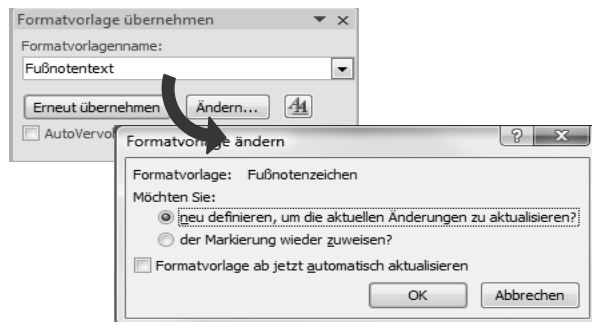 Formatvorlage übernehmen
Formatvorlagenname:
Fußnotentext
Erneut übernehmen Ändern...
Formatvorlage ändern
Formatvorlage: Fußnotenzeichen
Möchten Sie:
neu definieren, um die aktuellen Änderungen zu aktualisieren?
der Markierung wieder zuweisen?
Formatvorlage ab jetzt automatisch aktualisieren
OK Abbrechen